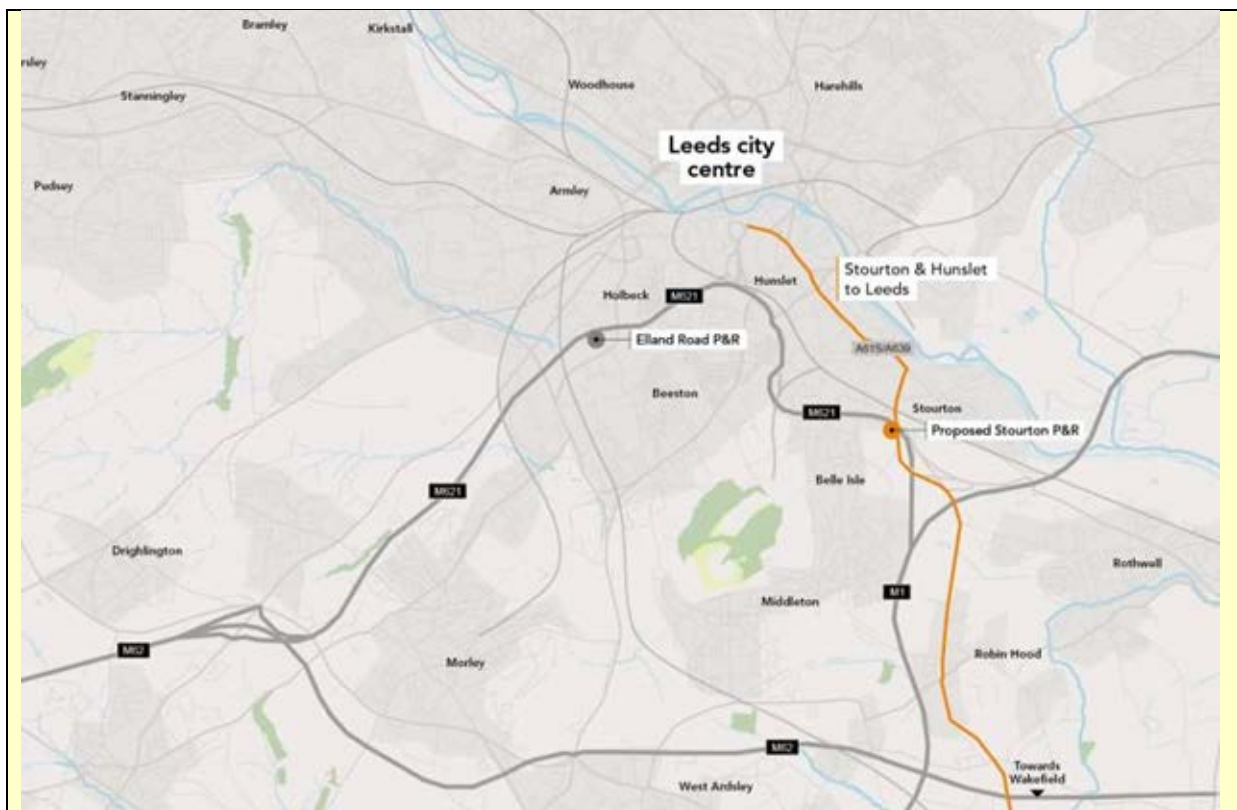 Bramley
Kirkstall
rsley
Woodhouse
Harehills
Stanningley
Leeds city
centre
Pudsey
Armley
Stourton & Hunslet
to Leeds
Hunslet
Holbeck
M621
Elland Road P&R
A61S/A639
Beeston
M621
Stourton
Proposed Stourton P&R
Belle Isle
M621
Drighlington
Rothwell
M1
Middleton
M62
Morley
Robin Hood
M62
Towards
Wakefield
West Ardsley